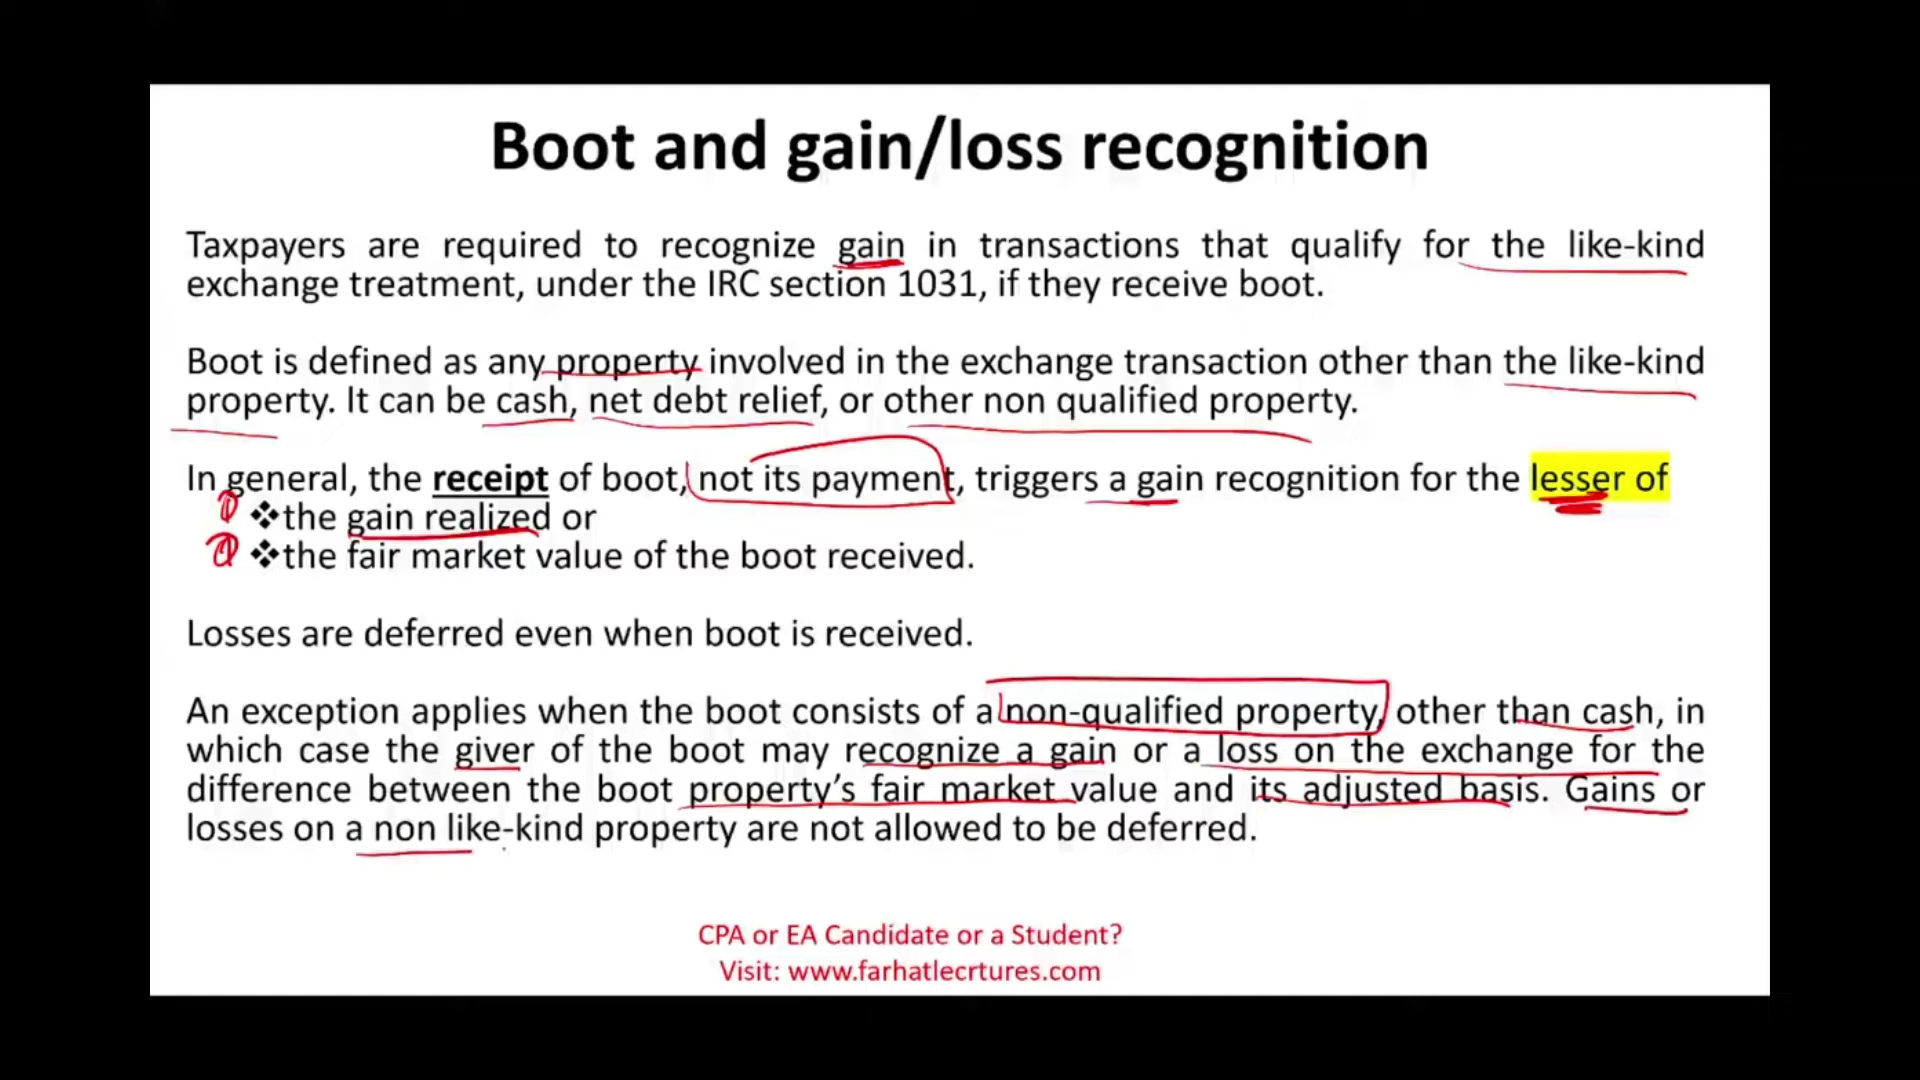 Boot and gain/loss recognition
Taxpayers are required to recognize gain in transactions that qualify for the like-kind
exchange treatment, under the IRC section 1031, if they receive boot.
Boot is defined as any property involved in the exchange transaction other than the like-kind
property. It can be cash, net debt relief, or other non qualified property.
In general, the receipt of boot, not its payment, triggers a gain recognition for the lesser of
❖the gain realized or
❖the fair market value of the boot received.
Losses are deferred even when boot is received.
An exception applies when the boot consists of a non-qualified property, other than cash, in
which case the giver of the boot may recognize a gain or a loss on the exchange for the
difference between the boot property’s fair market value and its adjusted basis. Gains or
losses on a non like-kind property are not allowed to be deferred.
CPA or EA Candidate or a Student?
Visit: www.farhatlecrtures.com